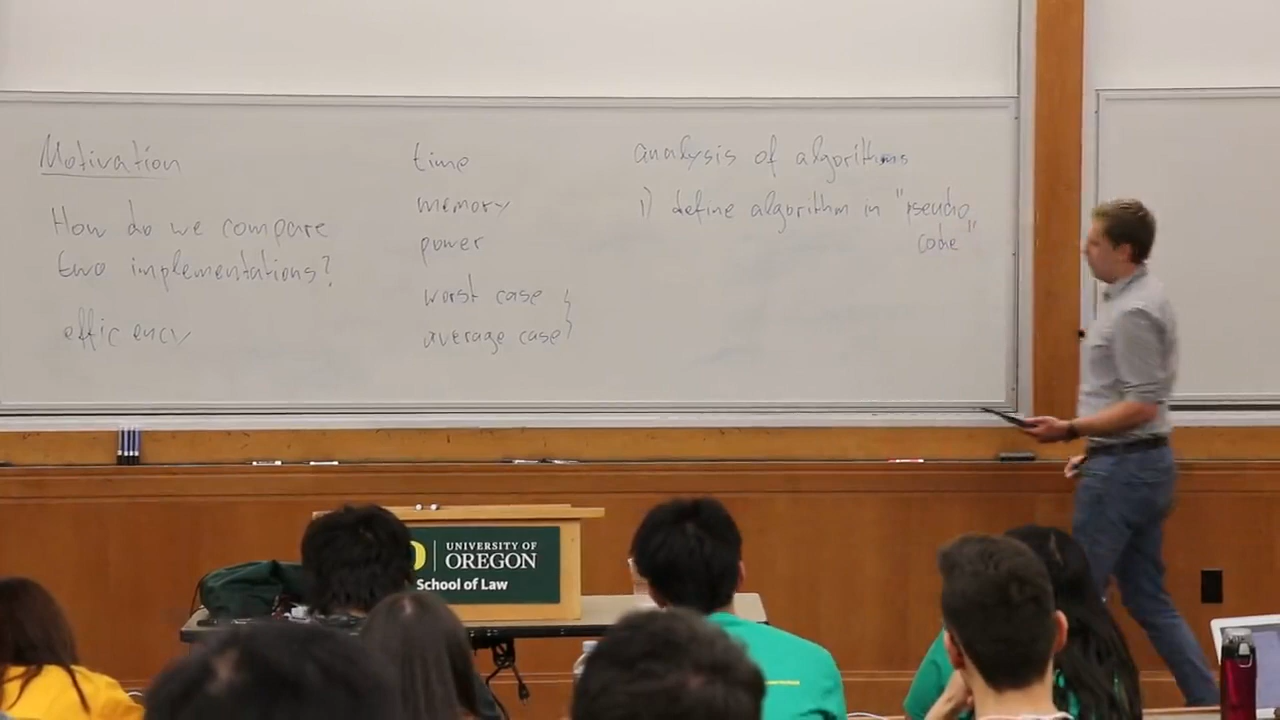 Motivation
How do we compare
two implementations?
efficiency
time
memory
power
worst case
average case
analysis of algorithms
1) define algorithm in "pseudo
code"
UNIVERSITY OF
OREGON
School of Law